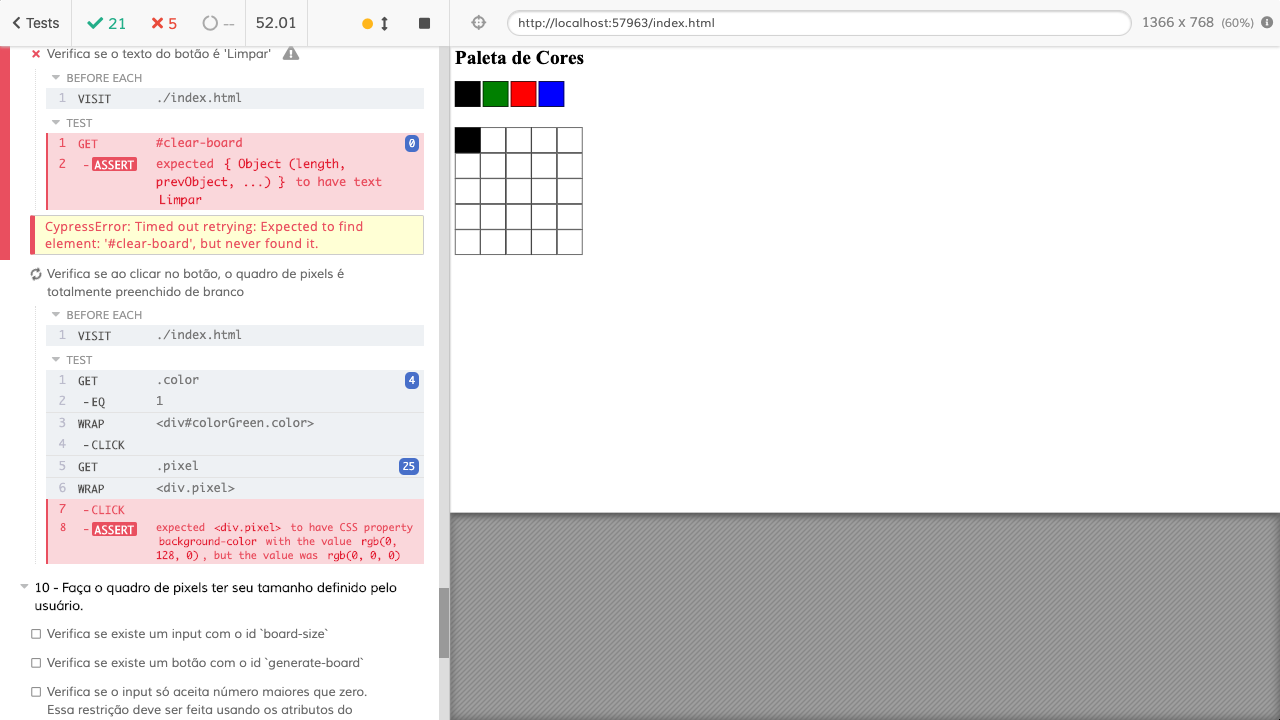 Tests 21 5 -- 52.01
http://localhost:57963/index.html 1366 x 768 (60%)
Verifica se o texto do botão é 'Limpar'
BEFORE EACH
1 VISIT ./index.html
TEST
1 GET #clear-board 0
2 - ASSERT expected { Object (length,
prevObject, ...) } to have text
Limpar
CypressError: Timed out retrying: Expected to find
element: '#clear-board', but never found it.
Verifica se ao clicar no botão, o quadro de pixels é
totalmente preenchido de branco
BEFORE EACH
1 VISIT ./index.html
TEST
1 GET .color 4
2 - EQ 1
3 WRAP <div#colorGreen.color>
4 - CLICK
5 GET .pixel 25
6 WRAP <div.pixel>
7 - CLICK
8 - ASSERT expected <div.pixel> to have CSS property
background-color with the value rgb(0,
128, 0), but the value was rgb(0, 0, 0)
10 - Faça o quadro de pixels ter seu tamanho definido pelo
usuário.
Verifica se existe um input com o id `board-size`
Verifica se existe um botão com o id `generate-board`
Verifica se o input só aceita número maiores que zero.
Essa restrição deve ser feita usando os atributos do
Paleta de Cores